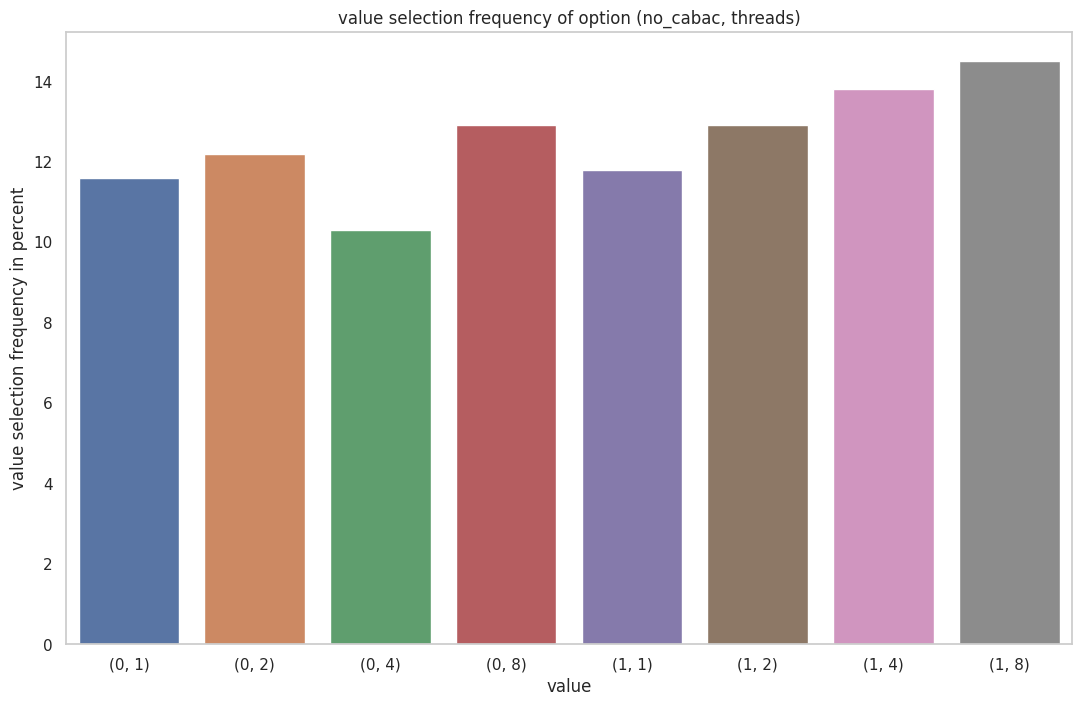 value selection frequency of option (no_cabac, threads)
value selection frequency in percent
14
12
10
8
6
4
2
0
(0, 1) (0, 2) (0, 4) (0, 8) (1, 1) (1, 2) (1, 4) (1, 8)
value